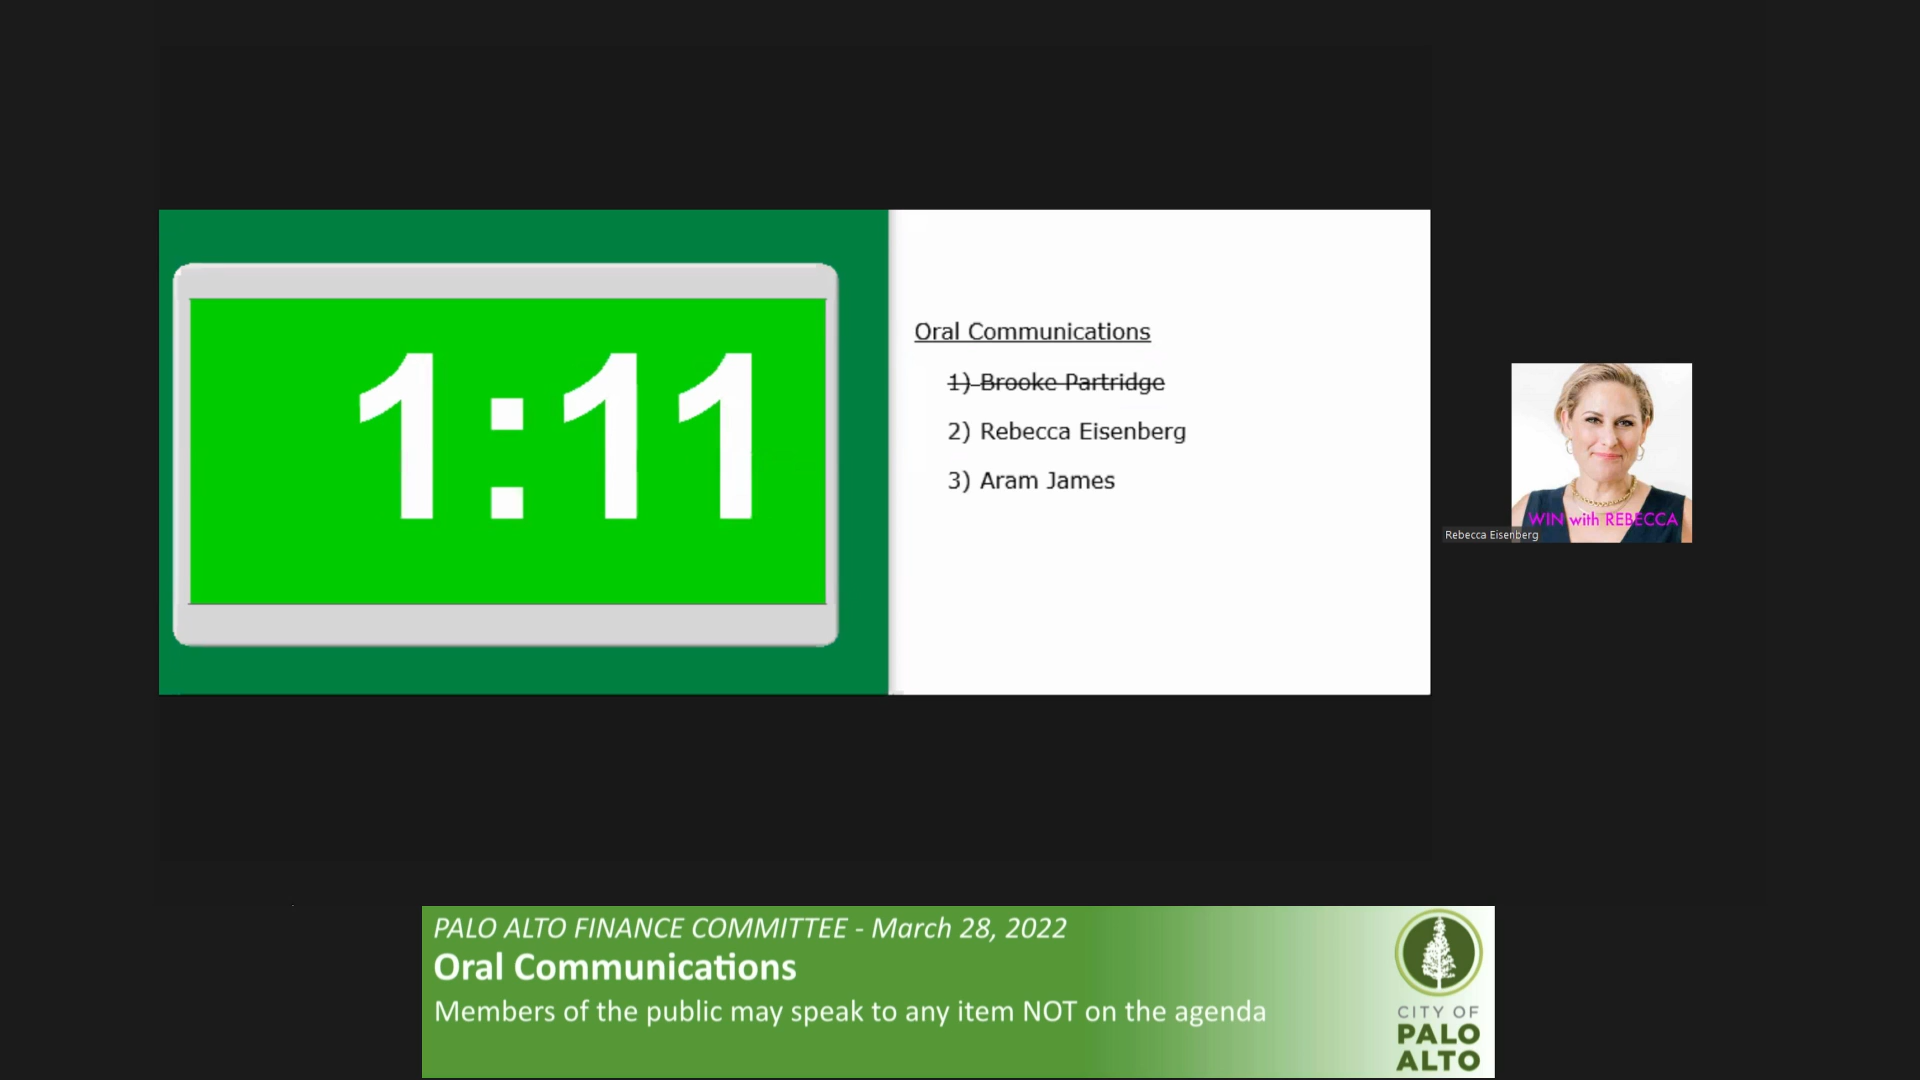 1:11
Oral Communications
1) Brooke Partridge
2) Rebecca Eisenberg
3) Aram James
WIN with REBECCA
Rebecca Eisenberg
PALO ALTO FINANCE COMMITTEE - March 28, 2022
Oral Communications
Members of the public may speak to any item NOT on the agenda
CITY OF
PALO
ALTO